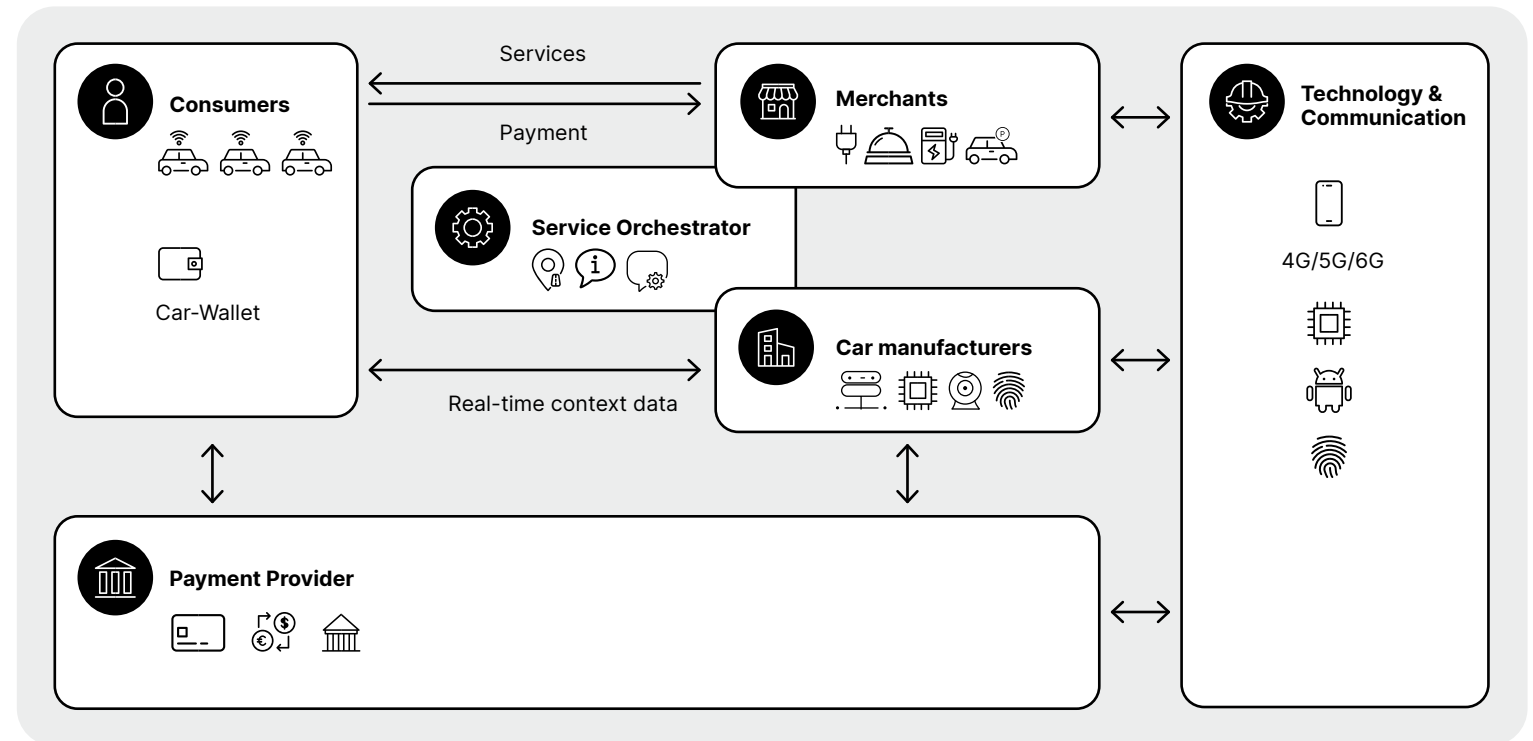 Services
Consumers
Merchants
Technology &
Communication
P
Payment
Service Orchestrator
i
4G/5G/6G
Car-Wallet
Car manufacturers
Real-time context data
Payment Provider
$
€